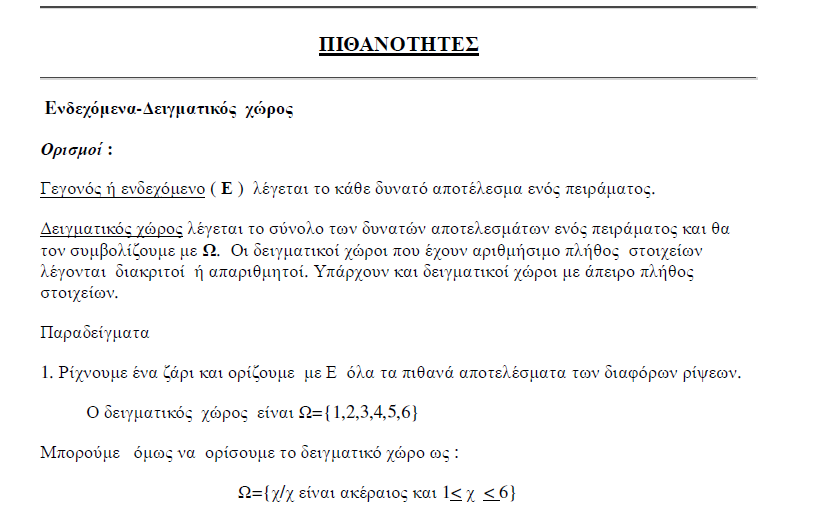 ΠΙΘΑΝΟΤΗΤΕΣ
Ενδεχόμενα-Δειγματικός χώρος
Ορισμοί :
Γεγονός ή ενδεχόμενο ( Ε ) λέγεται το κάθε δυνατό αποτέλεσμα ενός πειράματος.
Δειγματικός χώρος λέγεται το σύνολο των δυνατών αποτελεσμάτων ενός πειράματος και θα
τον συμβολίζουμε με Ω. Οι δειγματικοί χώροι που έχουν αριθμήσιμο πλήθος στοιχείων
λέγονται διακριτοί ή απαριθμητοί. Υπάρχουν και δειγματικοί χώροι με άπειρο πλήθος
στοιχείων.
Παραδείγματα
1. Ρίχνουμε ένα ζάρι και ορίζουμε με Ε όλα τα πιθανά αποτελέσματα των διαφόρων ρίψεων.
Ο δειγματικός χώρος είναι Ω={1,2,3,4,5,6}
Μπορούμε όμως να ορίσουμε το δειγματικό χώρο ως :
Ω={χ/χ είναι ακέραιος και 1≤ χ ≤ 6}